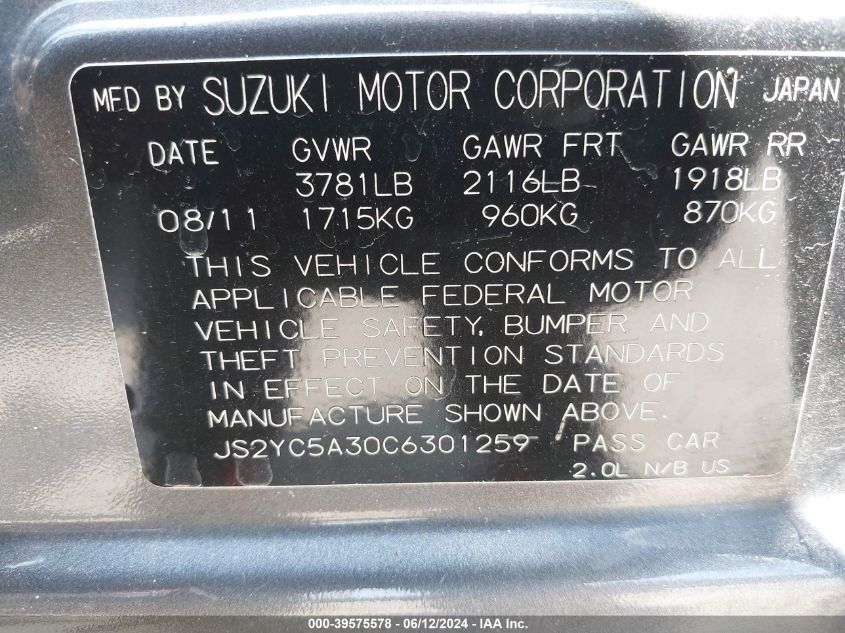 MFD BY SUZUKI MOTOR CORPORATION JAPAN
DATE GVWR GAWR FRT GAWR RR
3781LB 2116LB 1918LB
08/11 1715KG 960KG 870KG
THIS VEHICLE CONFORMS TO ALL
APPLICABLE FEDERAL MOTOR
VEHICLE SAFETY, BUMPER AND
THEFT PREVENTION STANDARDS
IN EFFECT ON THE DATE OF
MANUFACTURE SHOWN ABOVE.
JS2YC5A30C6301259 PASS CAR
2.0L N/B US
000-39575578 - 06/12/2024 - IAA Inc.